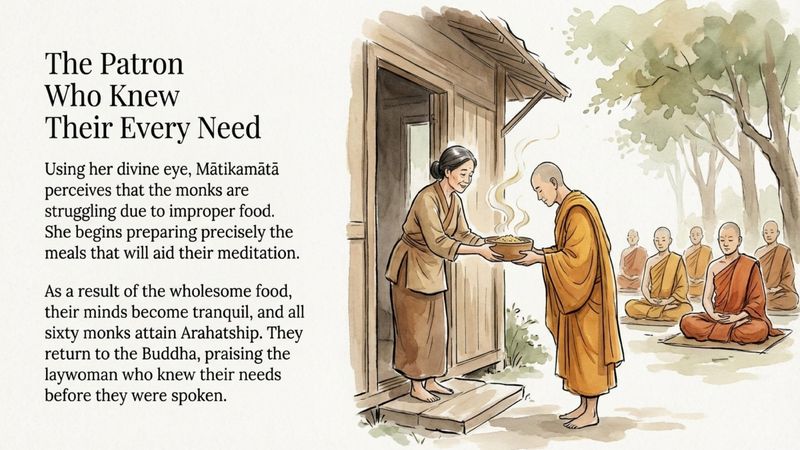 The Patron
Who Knew
Their Every Need
Using her divine eye, Mātikamātā
perceives that the monks are
struggling due to improper food.
She begins preparing precisely the
meals that will aid their meditation.
As a result of the wholesome food,
their minds become tranquil, and all
sixty monks attain Arahatship. They
return to the Buddha, praising the
laywoman who knew their needs
before they were spoken.